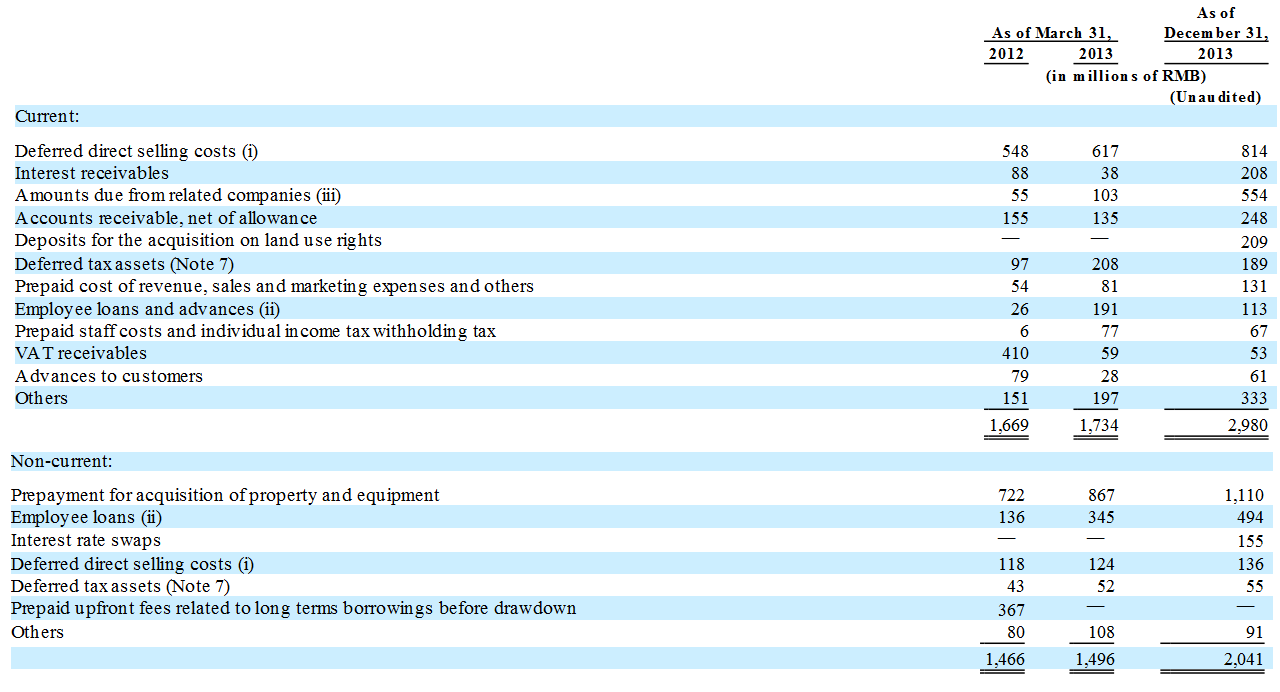 As of
As of March 31, December 31,
2012 2013 2013
(in millions of RMB)
(Unaudited)
Current:
Deferred direct selling costs (i) 548 617 814
Interest receivables 88 38 208
Amounts due from related companies (iii) 55 103 554
Accounts receivable, net of allowance 155 135 248
Deposits for the acquisition on land use rights — — 209
Deferred tax assets (Note 7) 97 208 189
Prepaid cost of revenue, sales and marketing expenses and others 54 81 131
Employee loans and advances (ii) 26 191 113
Prepaid staff costs and individual income tax withholding tax 6 77 67
VAT receivables 410 59 53
Advances to customers 79 28 61
Others 151 197 333
1,669 1,734 2,980
Non-current:
Prepayment for acquisition of property and equipment 722 867 1,110
Employee loans (ii) 136 345 494
Interest rate swaps — — 155
Deferred direct selling costs (i) 118 124 136
Deferred tax assets (Note 7) 43 52 55
Prepaid upfront fees related to long terms borrowings before drawdown 367 — —
Others 80 108 91
1,466 1,496 2,041